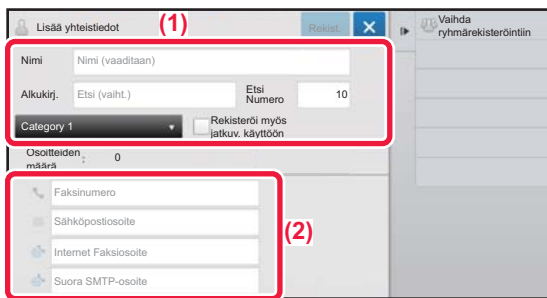 Lisää yhteistiedot
(1)
Rekist.
Vaihda
ryhmärekisteröintiin
Nimi
Nimi (vaaditaan)
Alkukirj.
Etsi (vaiht.)
Etsi
Numero
10
Category 1
Rekisteröi myös
jatkuv. käyttöön
Osoitteiden
määrä
:
0
Faksinumero
Sähköpostiosoite
(2)
Internet Faksiosoite
Suora SMTP-osoite